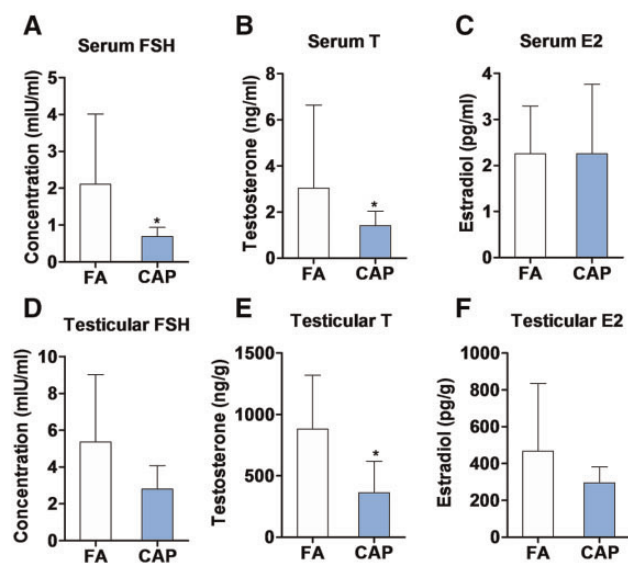 A
Serum FSH
Concentration (mIU/ml)
5
4
3
2
1
0
*
FA
CAP
B
Serum T
Testosterone (ng/ml)
8
6
4
2
0
*
FA
CAP
C
Serum E2
Estradiol (pg/ml)
4
3
2
1
0
FA
CAP
D
Testicular FSH
Concentration (mIU/ml)
10
8
6
4
2
0
FA
CAP
E
Testicular T
Testosterone (ng/g)
1500
1000
500
0
*
FA
CAP
F
Testicular E2
Estradiol (pg/g)
1000
800
600
400
200
0
FA
CAP